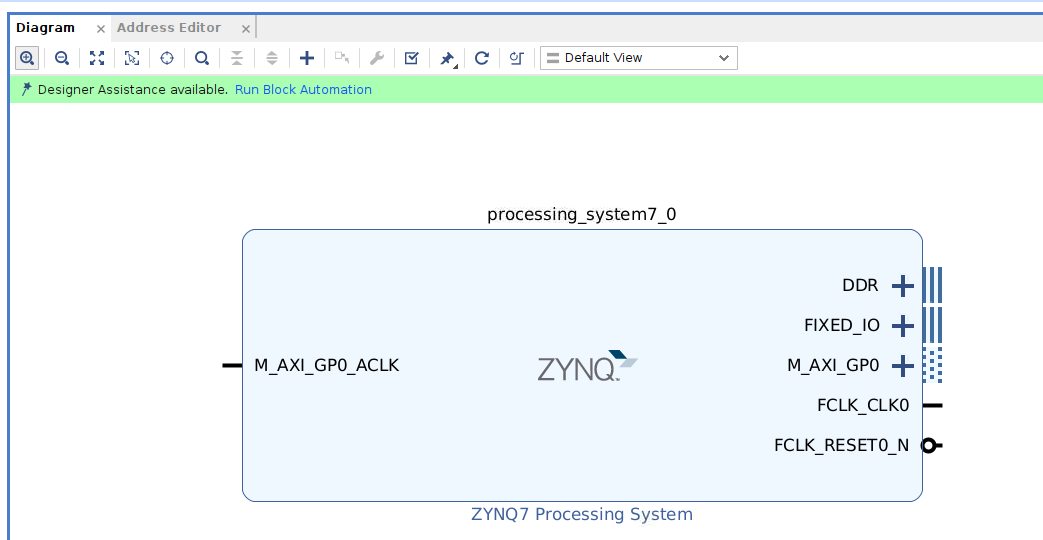 Diagram Address Editor
Default View
Designer Assistance available. Run Block Automation
processing_system7_0
DDR
FIXED_IO
M_AXI_GP0_ACLK ZYNQ M_AXI_GP0
FCLK_CLK0
FCLK_RESET0_N
ZYNQ7 Processing System